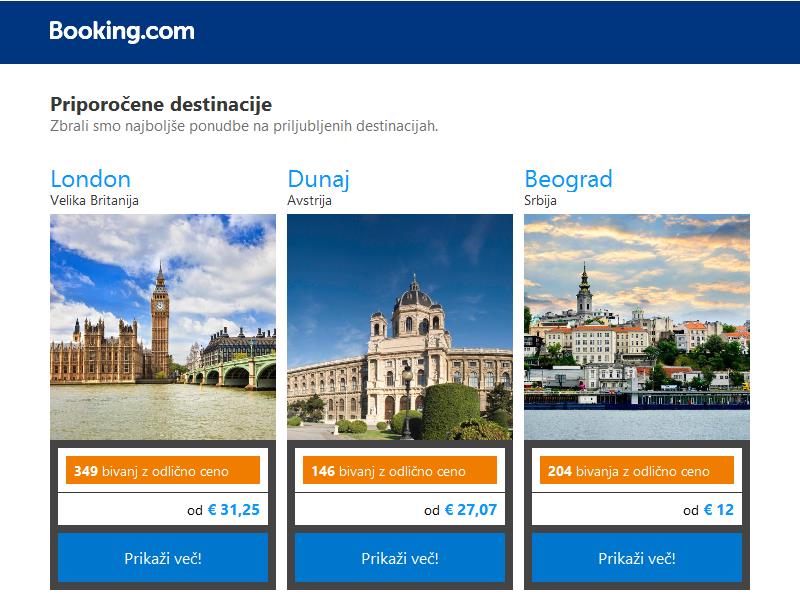 Booking.com
Priporočene destinacije
Zbrali smo najboljše ponudbe na priljubljenih destinacijah.
London
Velika Britanija
349 bivanj z odlično ceno
od € 31,25
Prikaži več!
Dunaj
Avstrija
146 bivanj z odlično ceno
od € 27,07
Prikaži več!
Beograd
Srbija
204 bivanja z odlično ceno
od € 12
Prikaži več!